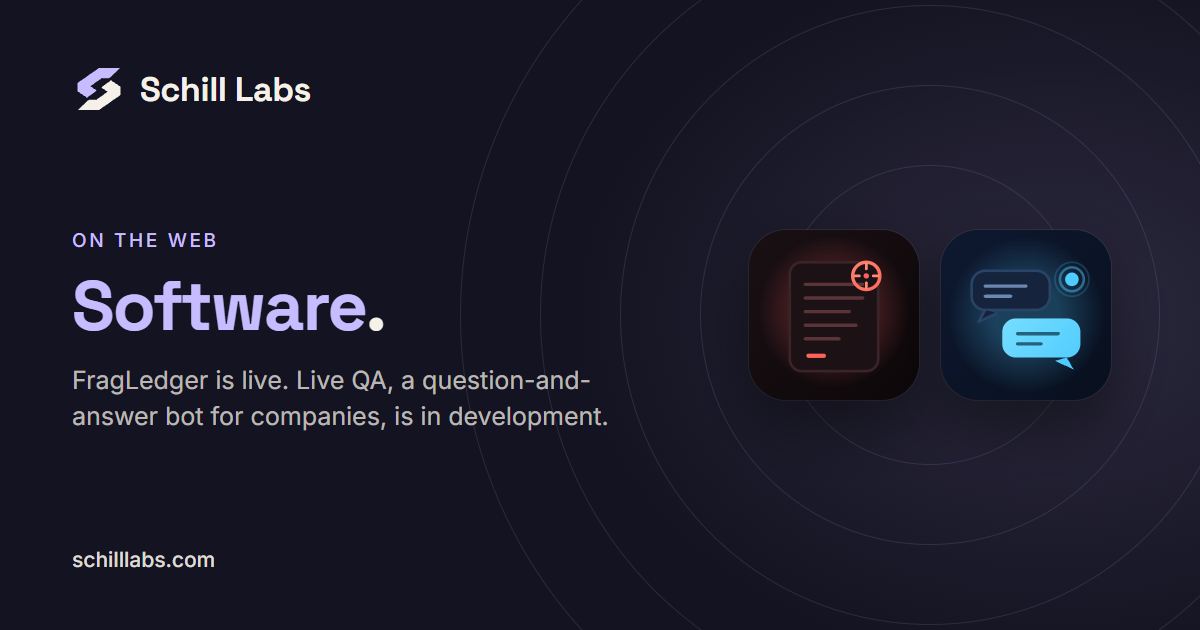 Schill Labs
ON THE WEB
Software.
FragLedger is live. Live QA, a question-and-
answer bot for companies, is in development.
schilllabs.com